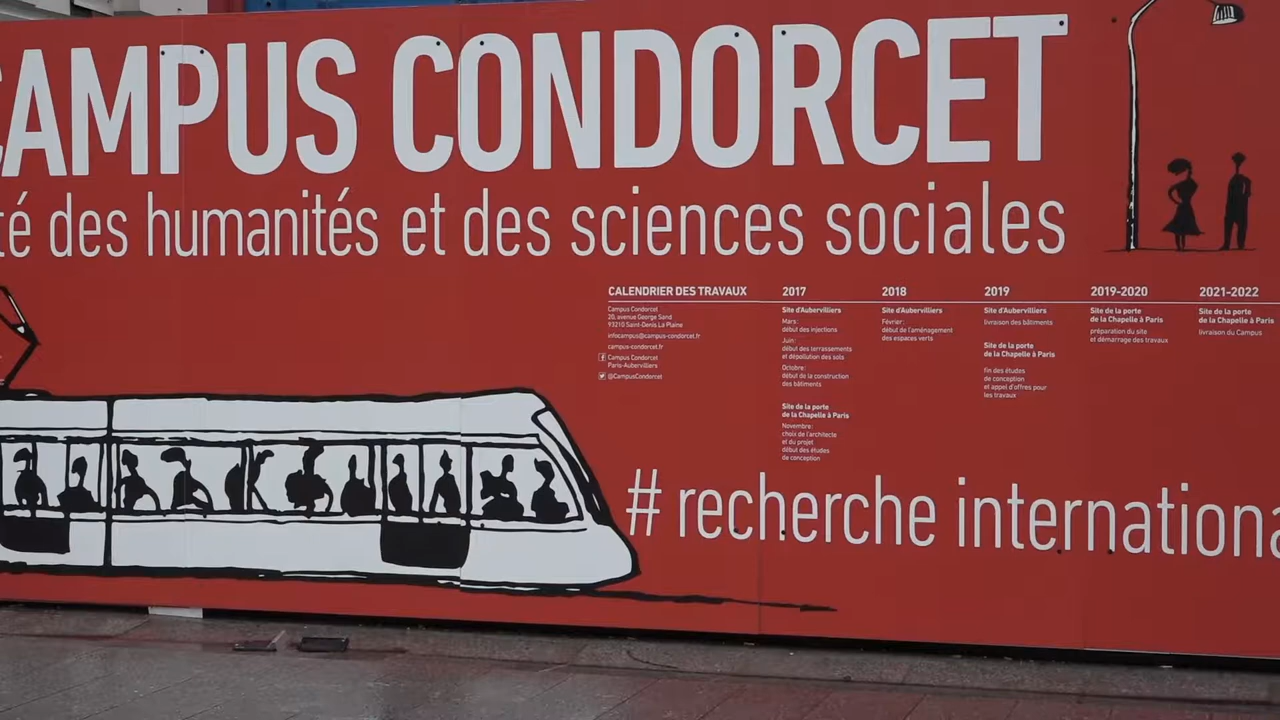 CAMPUS CONDORCET
té des humanités et des sciences sociales
CALENDRIER DES TRAVAUX
Campus Condorcet
20, avenue George Sand
93210 Saint-Denis La Plaine
infocampus@campus-condorcet.fr
campus-condorcet.fr
Campus Condorcet
Paris-Aubervilliers
@CampusCondorcet
2017
Site d'Aubervilliers
Mars:
début des injections
Juin:
début des terrassements
et dépollution des sols
Octobre:
début de la construction
des bâtiments
Site de la porte
de la Chapelle à Paris
Novembre:
choix de l'architecte
et du projet
début des études
de conception
2018
Site d'Aubervilliers
Février:
début de l'aménagement
des espaces verts
2019
Site d'Aubervilliers
livraison des bâtiments
Site de la porte
de la Chapelle à Paris
fin des études
de conception
et appel d'offres pour
les travaux
2019-2020
Site de la porte
de la Chapelle à Paris
préparation du site
et démarrage des travaux
2021-2022
Site de la porte
de la Chapelle à Paris
livraison du Campus
# recherche internationa